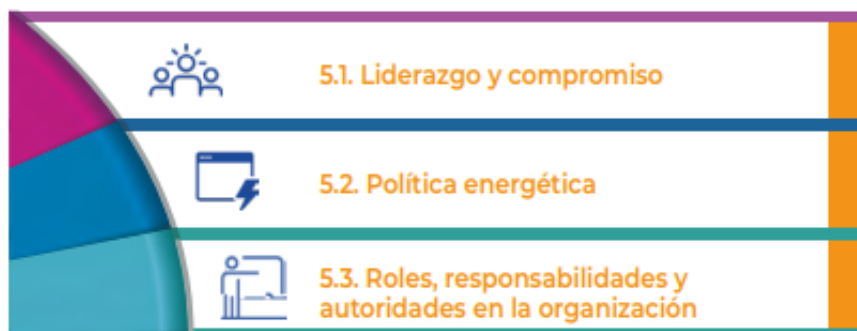 5.1. Liderazgo y compromiso
5.2. Política energética
5.3. Roles, responsabilidades y
autoridades en la organización